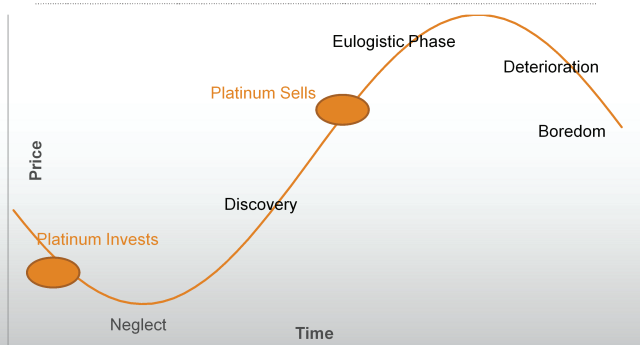 Eulogistic Phase
Deterioration
Platinum Sells
Boredom
Price
Discovery
Platinum Invests
Neglect
Time